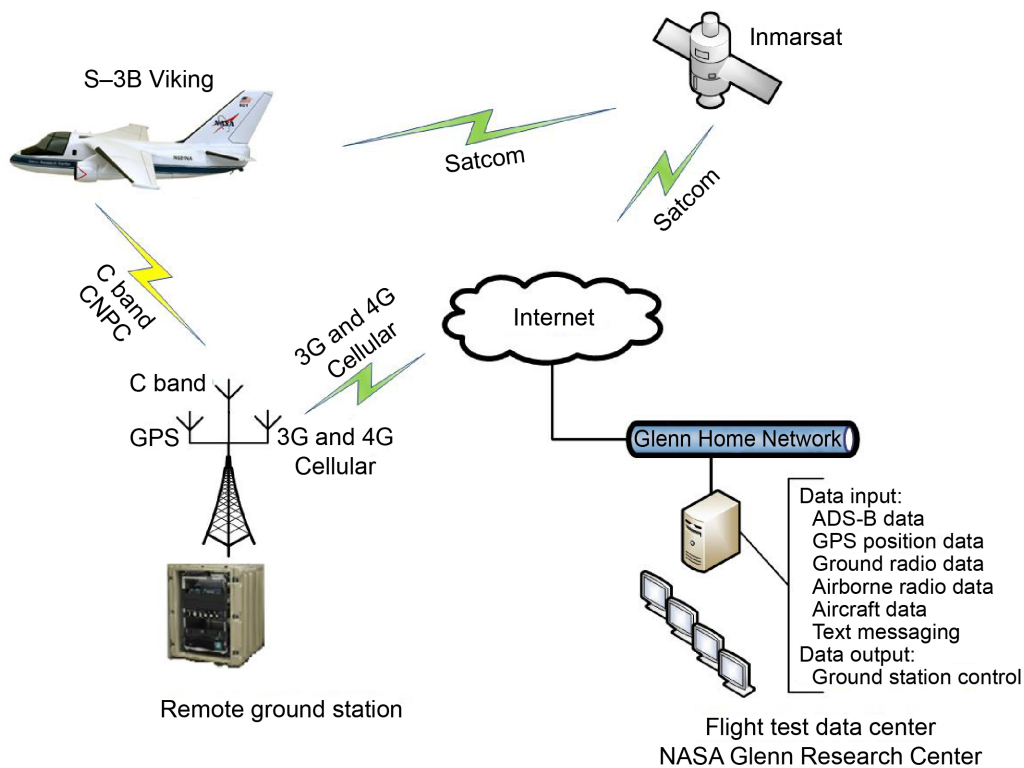 Inmarsat
S–3B Viking
NASA
N601NA
Satcom
Satcom
C band
CNPC
3G and 4G
Cellular
Internet
C band
GPS
3G and 4G
Cellular
Glenn Home Network
Data input:
ADS-B data
GPS position data
Ground radio data
Airborne radio data
Aircraft data
Text messaging
Data output:
Ground station control
Remote ground station
Flight test data center
NASA Glenn Research Center